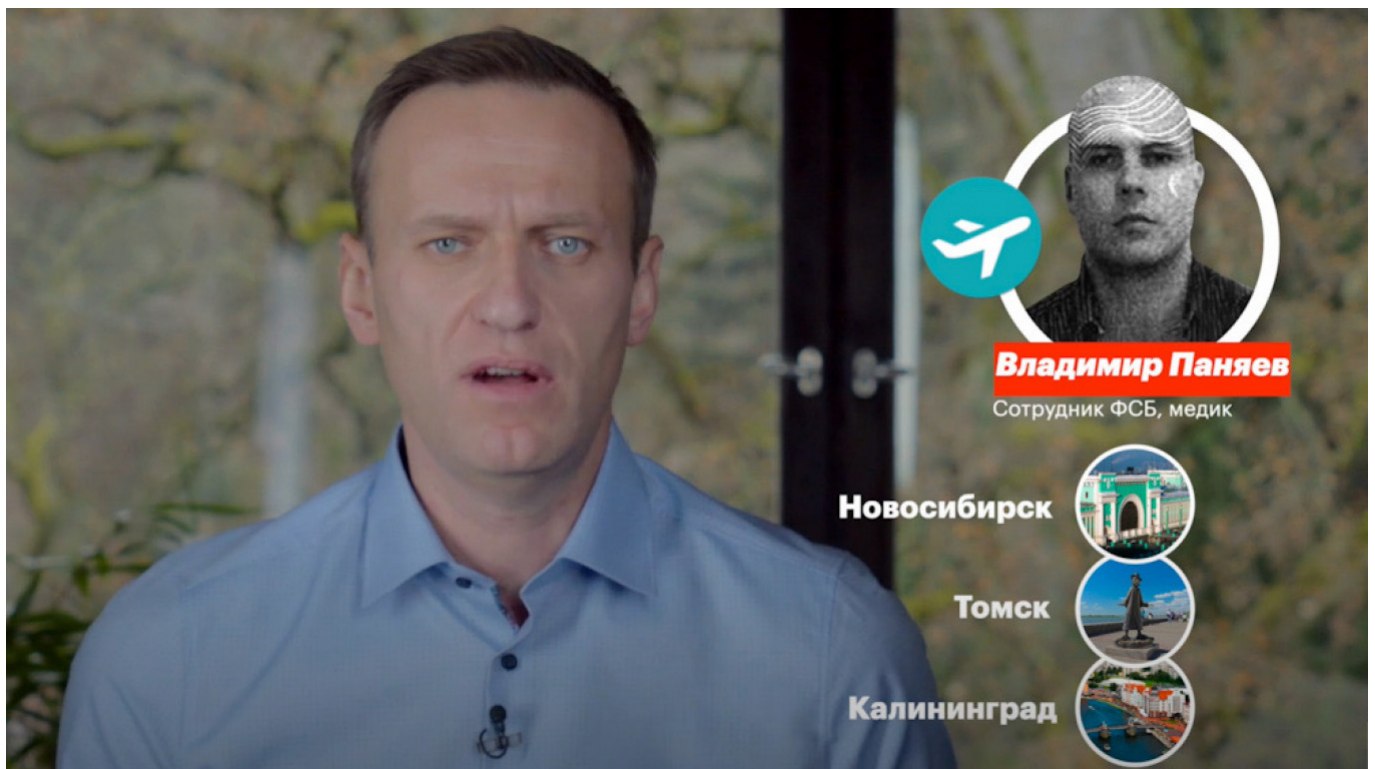 Владимир Паняев
Сотрудник ФСБ, медик
Новосибирск
Томск
Калининград